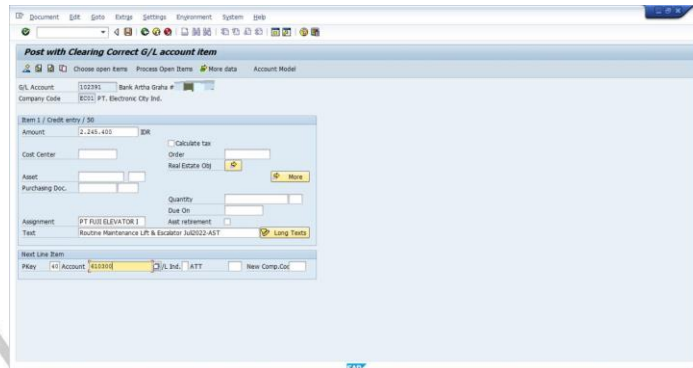 Document Edit Goto Extras Settings Environment System Help
Post with Clearing Correct G/L account item
Choose open items Process Open Items More data Account Model
G/L Account 102391 Bank Artha Graha #
Company Code EC01 PT. Electronic City Ind.
Item 1 / Credit entry / 50
Amount 2.245.400 IDR
Calculate tax
Cost Center Order
Real Estate Obj
Asset More
Purchasing Doc.
Quantity
Due On
Assignment PT FUJI ELEVATOR I Asst retirement
Text Routine Maintenance Lift & Escalator Jul2022-AST Long Texts
Next Line Item
PKey 40 Account 610300 G/L Ind. ATT New Comp.Coc
SAP